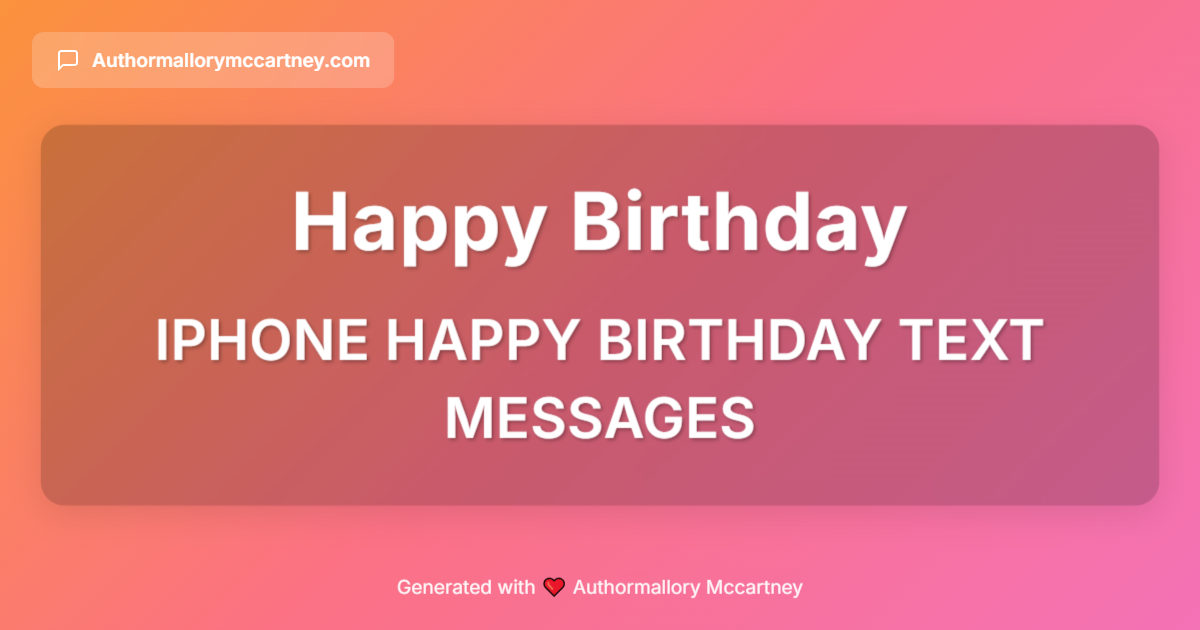 Authormallorymccartney.com
Happy Birthday
IPHONE HAPPY BIRTHDAY TEXT
MESSAGES
Generated with ❤️ Authormallory Mccartney